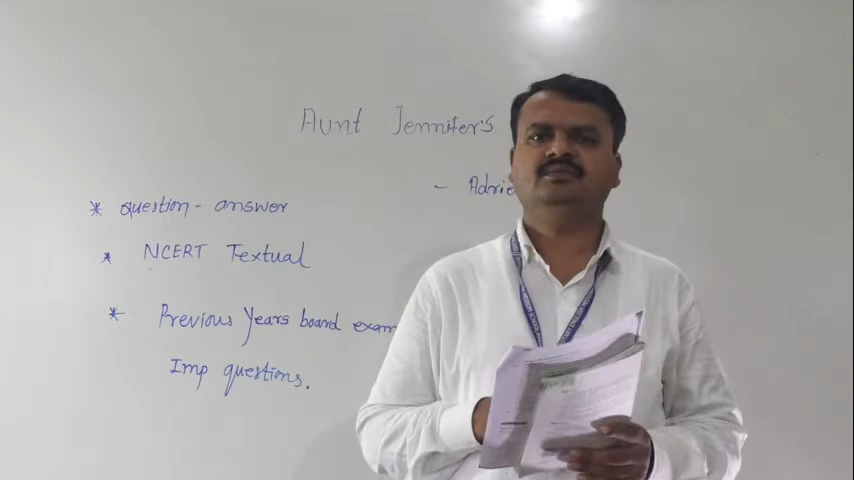 Aunt Jennifer's
- Adrie
* question - answer
* NCERT Textual
* Previous Years board exam
Imp questions.